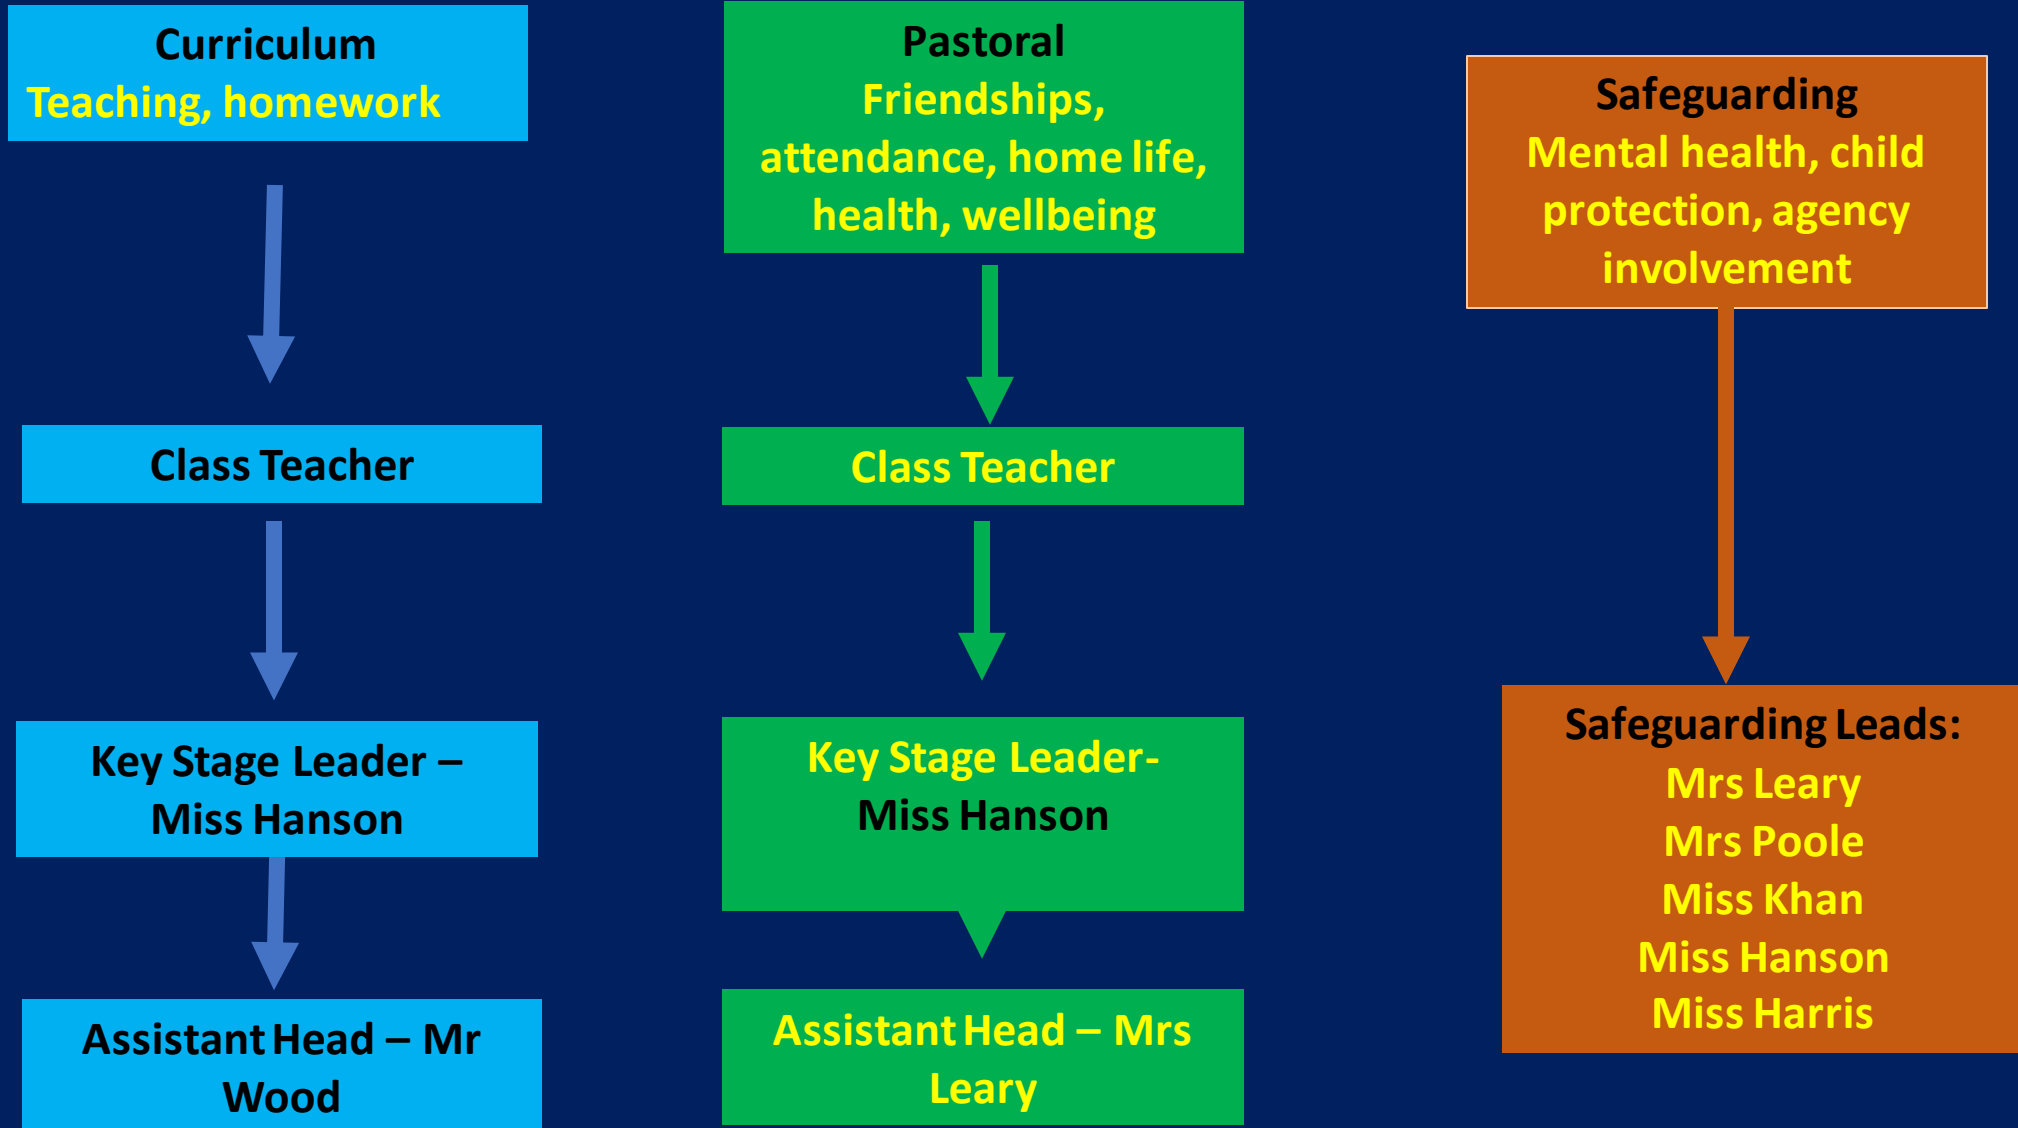 Curriculum
Teaching, homework
Class Teacher
Key Stage Leader –
Miss Hanson
Assistant Head – Mr
Wood
Pastoral
Friendships,
attendance, home life,
health, wellbeing
Class Teacher
Key Stage Leader-
Miss Hanson
Assistant Head – Mrs
Leary
Safeguarding
Mental health, child
protection, agency
involvement
Safeguarding Leads:
Mrs Leary
Mrs Poole
Miss Khan
Miss Hanson
Miss Harris